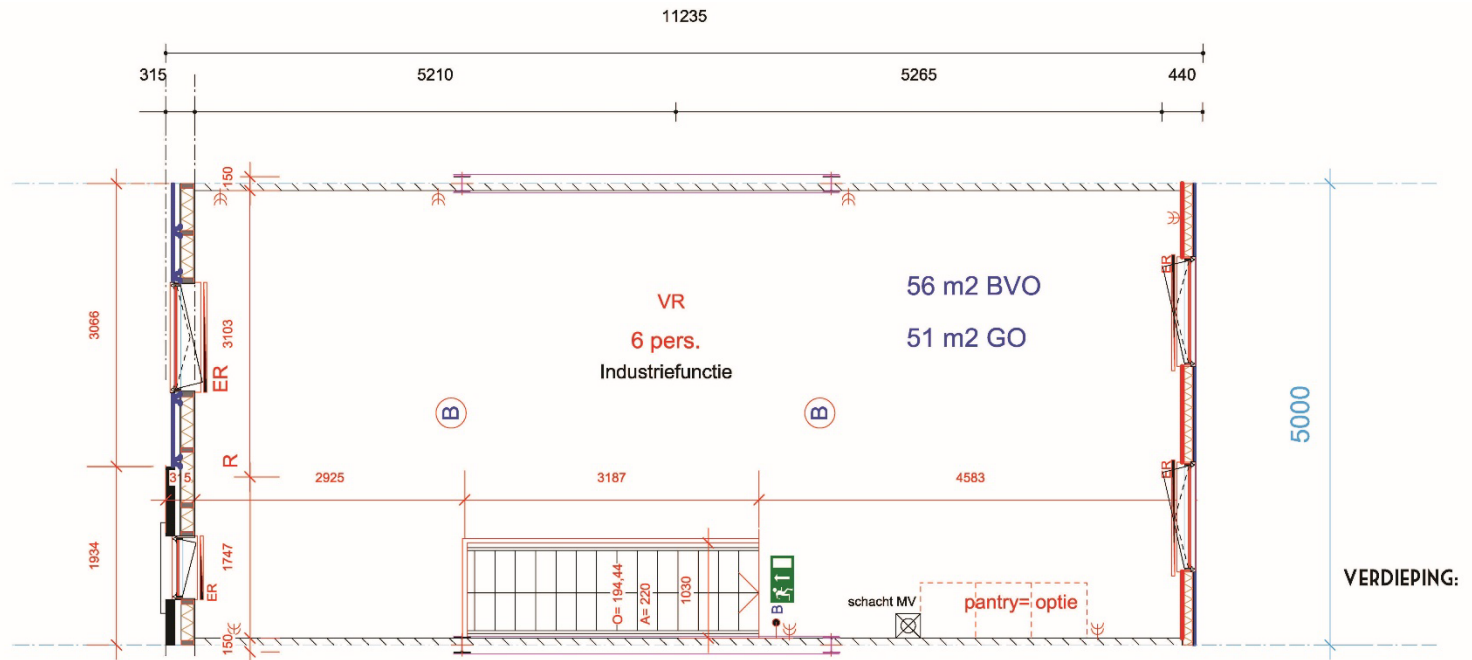 11235
315
5210
5265
440
150
3066
3103
ER
R
VR
6 pers.
Industriefunctie
56 m2 BVO
51 m2 GO
ER
B
B
5000
315
2925
3187
4583
ER
1934
1747
ER
150
O= 194,44
A= 220
1030
B
schacht MV
pantry= optie
VERDIEPING: